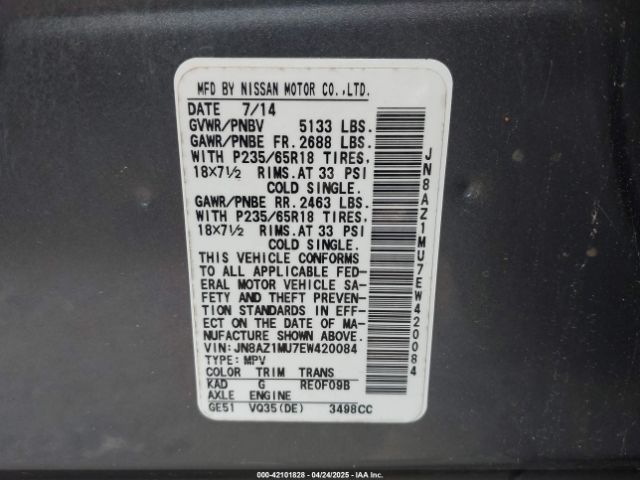 MFD BY NISSAN MOTOR CO.,LTD.
DATE 7/14
GVWR/PNBV 5133 LBS.
GAWR/PNBE FR. 2688 LBS.
WITH P235/65R18 TIRES,
18×7½ RIMS.AT 33 PSI
COLD SINGLE.
GAWR/PNBE RR. 2463 LBS.
WITH P235/65R18 TIRES,
18×7½ RIMS.AT 33 PSI
COLD SINGLE.
THIS VEHICLE CONFORMS
TO ALL APPLICABLE FED-
ERAL MOTOR VEHICLE SA-
FETY AND THEFT PREVEN-
TION STANDARDS IN EFF-
ECT ON THE DATE OF MA-
NUFACTURE SHOWN ABOVE.
VIN:JN8AZ1MU7EW420084
TYPE:MPV
COLOR TRIM TRANS
KAD G RE0F09B
AXLE ENGINE
GE51 VQ35(DE) 3498CC
JN8AZ1MU7EW420084
000-42101828 - 04/24/2025 - IAA Inc.